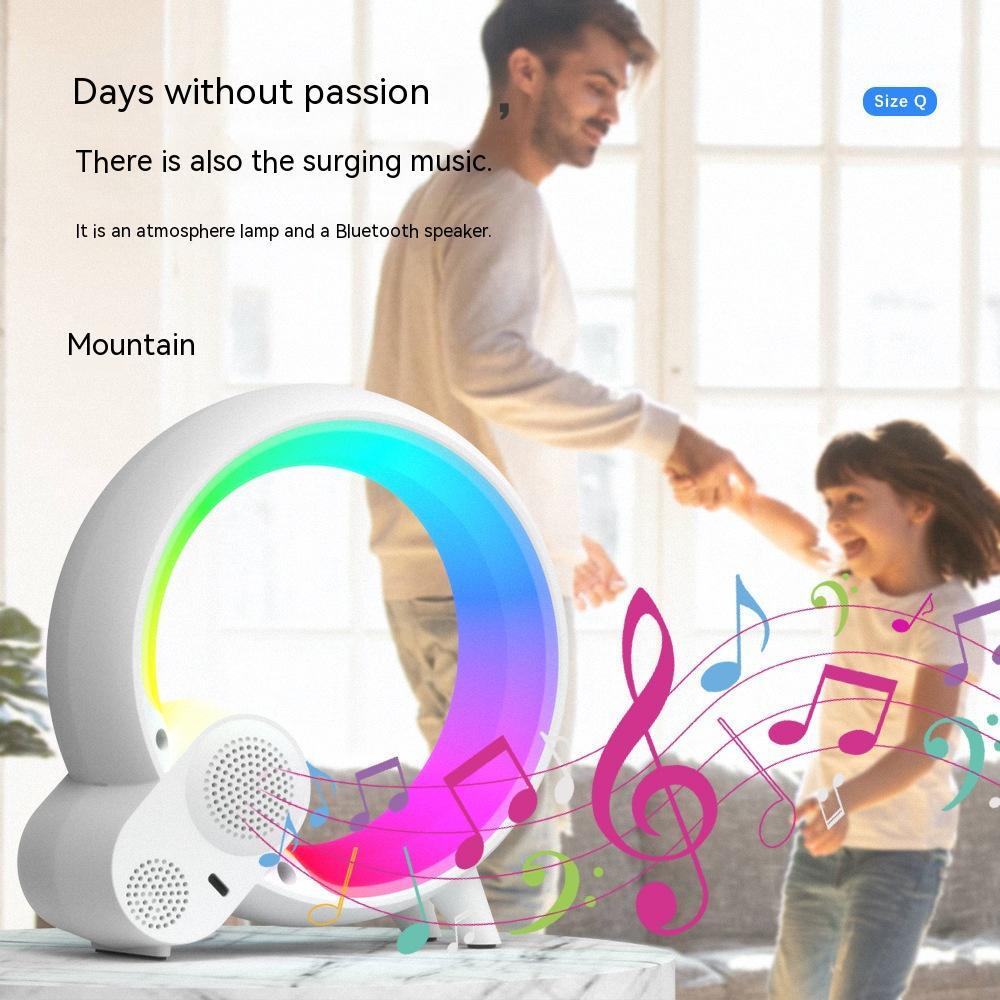 Days without passion
,
Size Q
There is also the surging music.
It is an atmosphere lamp and a Bluetooth speaker.
Mountain